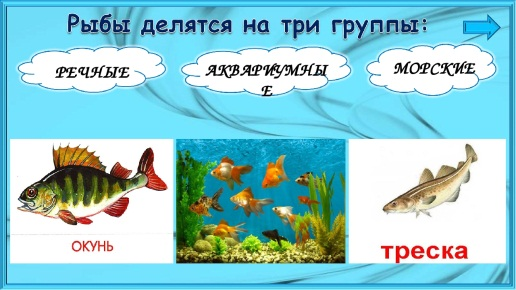 Рыбы делятся на три группы:
РЕЧНЫЕ
АКВАРИУМНЫ
Е
МОРСКИЕ
ОКУНЬ
треска